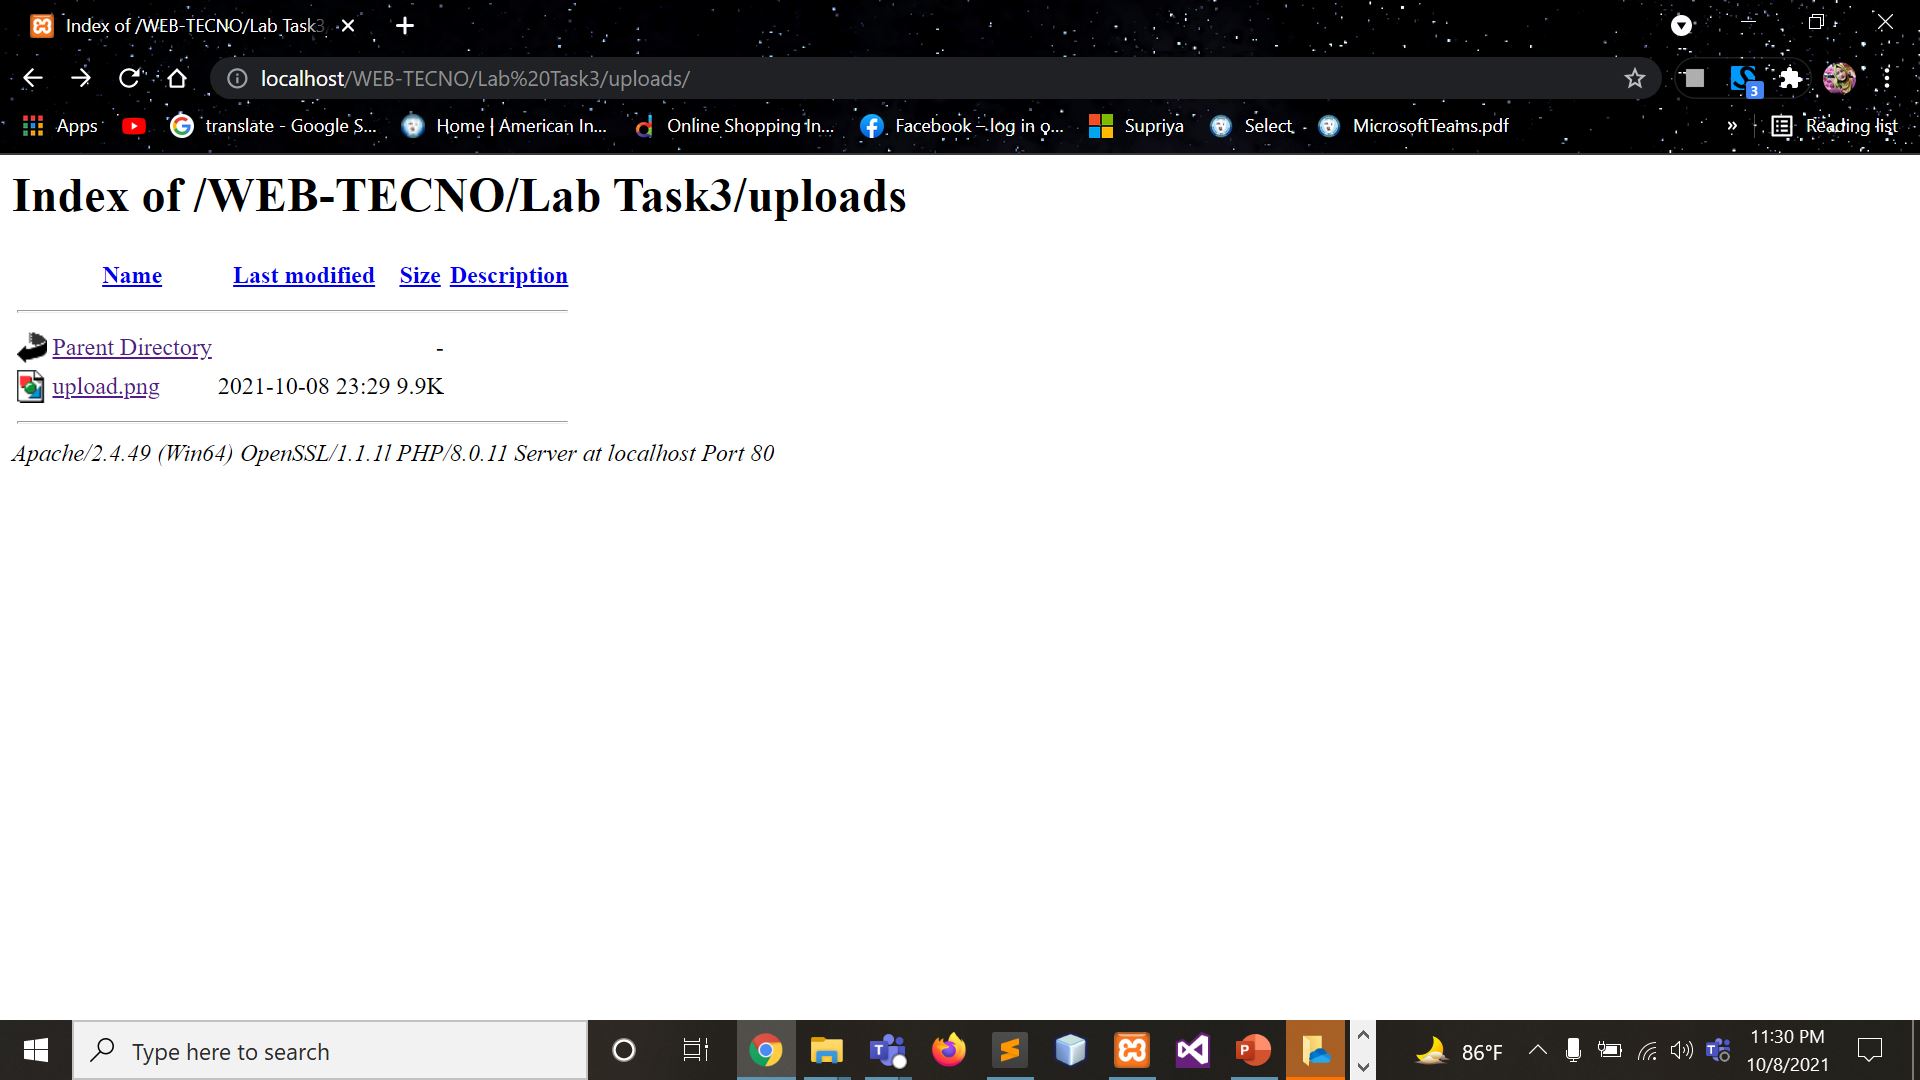 Index of /WEB-TECNO/Lab Task3
localhost/WEB-TECNO/Lab%20Task3/uploads/
3
Apps
translate - Google S...
Home | American In...
Online Shopping In...
Facebook – log in o...
Supriya
Select
MicrosoftTeams.pdf
»
Reading list
Index of /WEB-TECNO/Lab Task3/uploads
Name Last modified Size Description
Parent Directory -
upload.png 2021-10-08 23:29 9.9K
Apache/2.4.49 (Win64) OpenSSL/1.1.1l PHP/8.0.11 Server at localhost Port 80
Type here to search
86°F
11:30 PM
10/8/2021